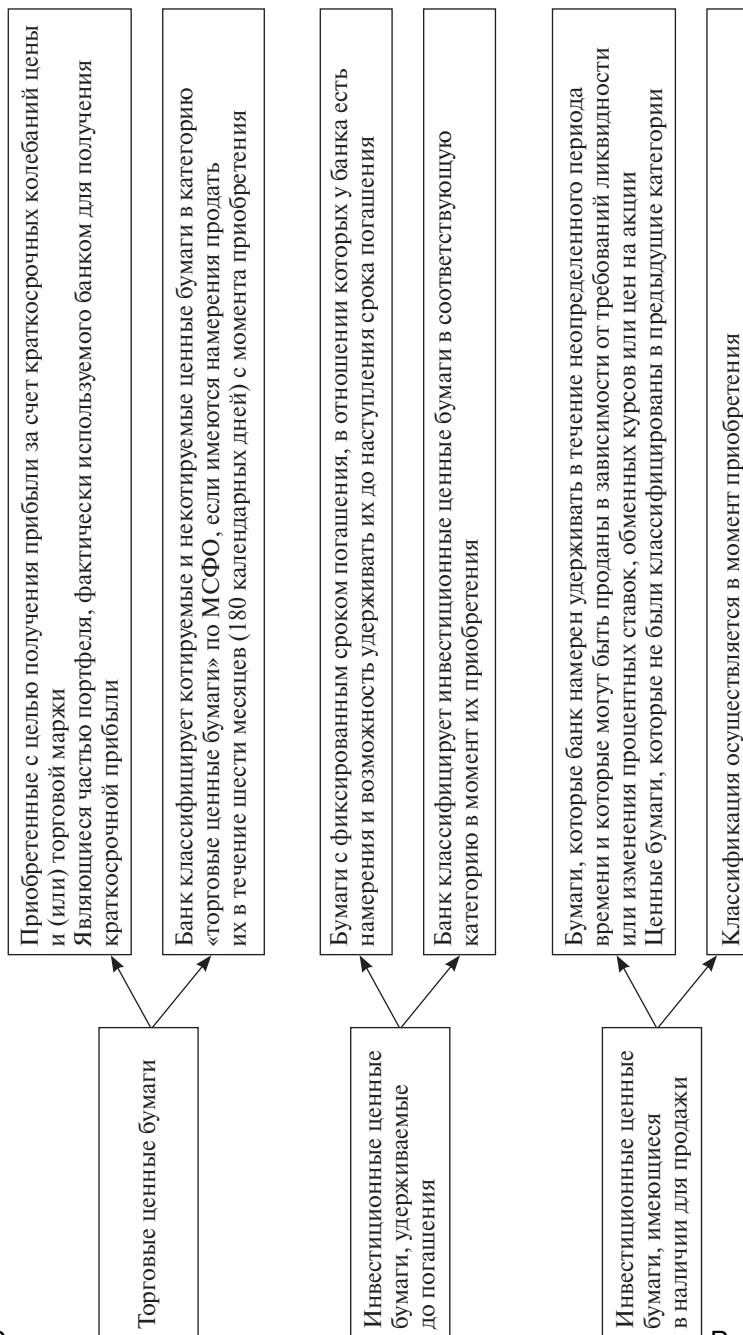 Торговые ценные бумаги
Приобретенные с целью получения прибыли за счет краткосрочных колебаний цены
и (или) торговой маржи
Являющиеся частью портфеля, фактически используемого банком для получения
краткосрочной прибыли
Банк классифицирует котируемые и некотируемые ценные бумаги в категорию
«торговые ценные бумаги» по МСФО, если имеются намерения продать
их в течение шести месяцев (180 календарных дней) с момента приобретения
Инвестиционные ценные
бумаги, удерживаемые
до погашения
Бумаги с фиксированным сроком погашения, в отношении которых у банка есть
намерения и возможность удерживать их до наступления срока погашения
Банк классифицирует инвестиционные ценные бумаги в соответствующую
категорию в момент их приобретения
Инвестиционные ценные
бумаги, имеющиеся
в наличии для продажи
Бумаги, которые банк намерен удерживать в течение неопределенного периода
времени и которые могут быть проданы в зависимости от требований ликвидности
или изменения процентных ставок, обменных курсов или цен на акции
Ценные бумаги, которые не были классифицированы в предыдущие категории
Классификация осуществляется в момент приобретения